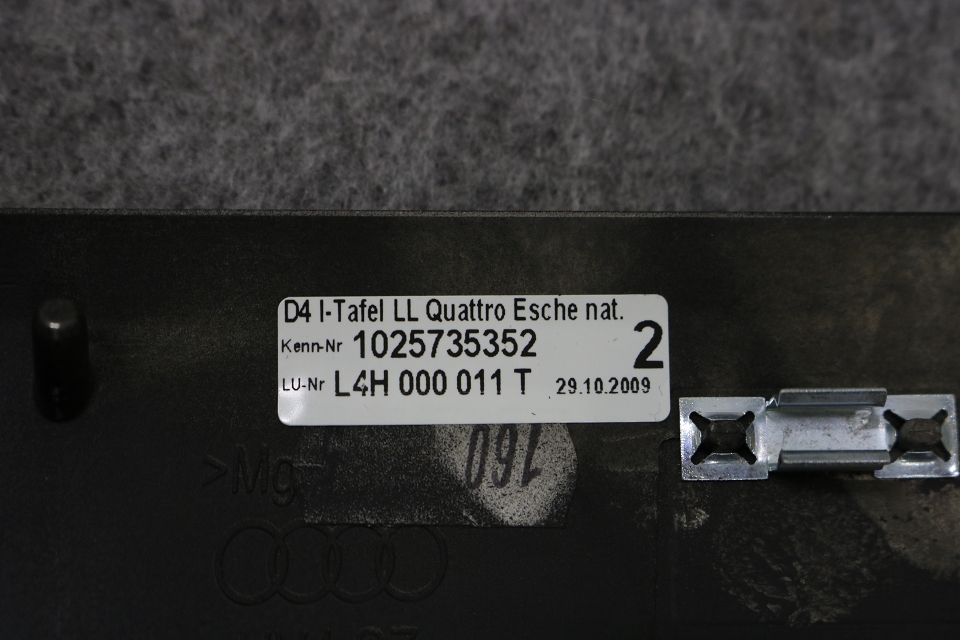 D4 I-Tafel LL Quattro Esche nat.
Kenn-Nr 1025735352
2
LU-Nr L4H 000 011 T 29.10.2009
160
>Mg